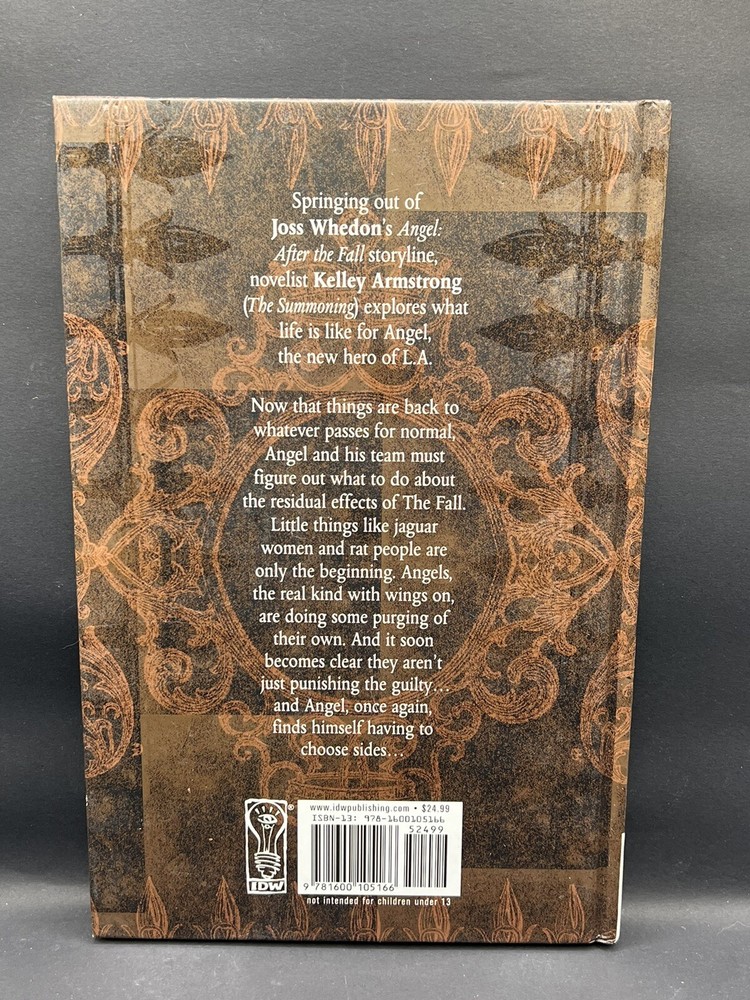 Springing out of
Joss Whedon's Angel:
After the Fall storyline,
novelist Kelley Armstrong
(The Summoning) explores what
life is like for Angel,
the new hero of L.A.
Now that things are back to
whatever passes for normal,
Angel and his team must
figure out what to do about
the residual effects of The Fall.
Little things like jaguar
women and rat people are
only the beginning. Angels,
the real kind with wings on,
are doing some purging of
their own. And it soon
becomes clear they aren't
just punishing the guilty...
and Angel, once again,
finds himself having to
choose sides...
www.idwpublishing.com • $24.99
ISBN-13: 978-1600105166
52499
9 781600 105166
IDW
®
not intended for children under 13